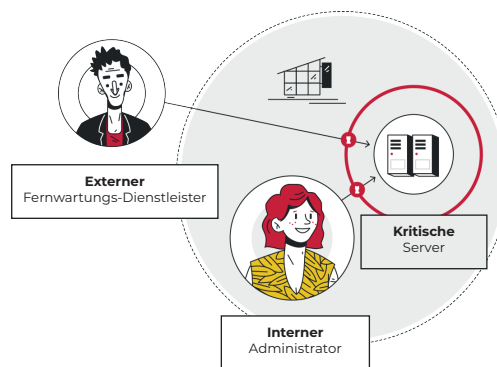 Externer
Fernwartungs-Dienstleister
Kritische
Server
Interner
Administrator